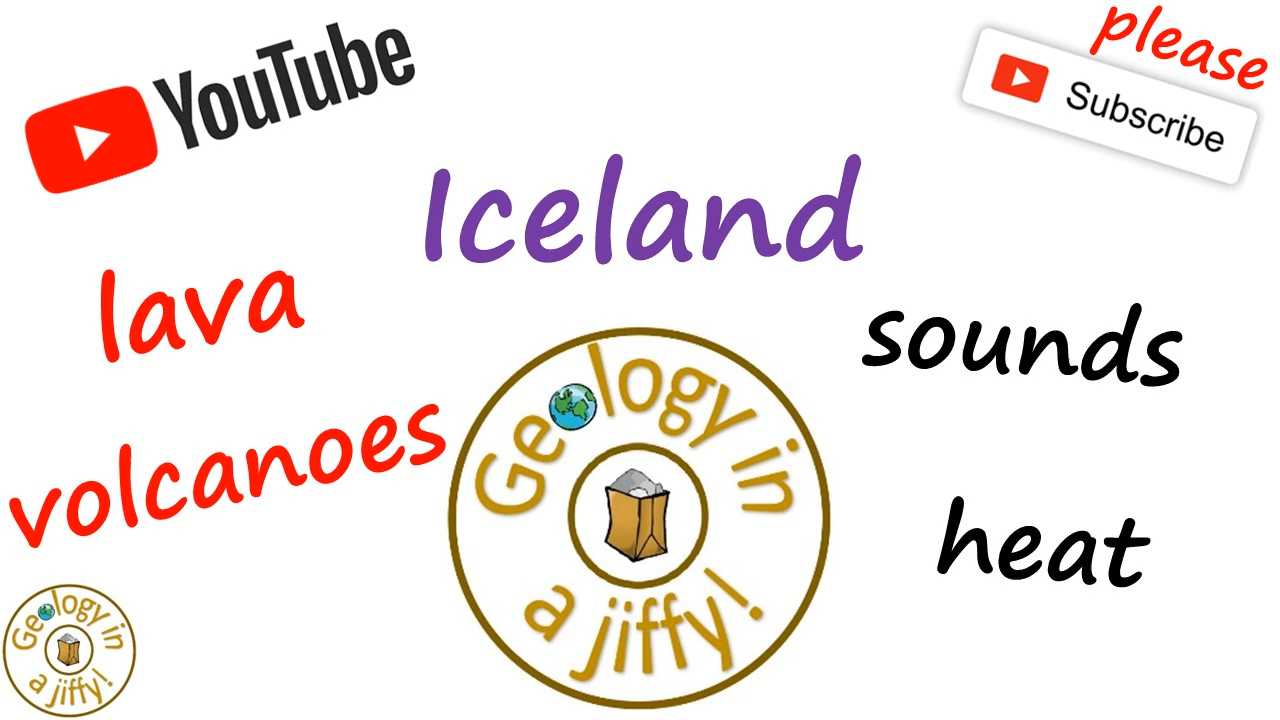 YouTube
please
Subscribe
Iceland
lava
sounds
volcanoes
Geology in
a jiffy!
heat
Geology in
a jiffy!